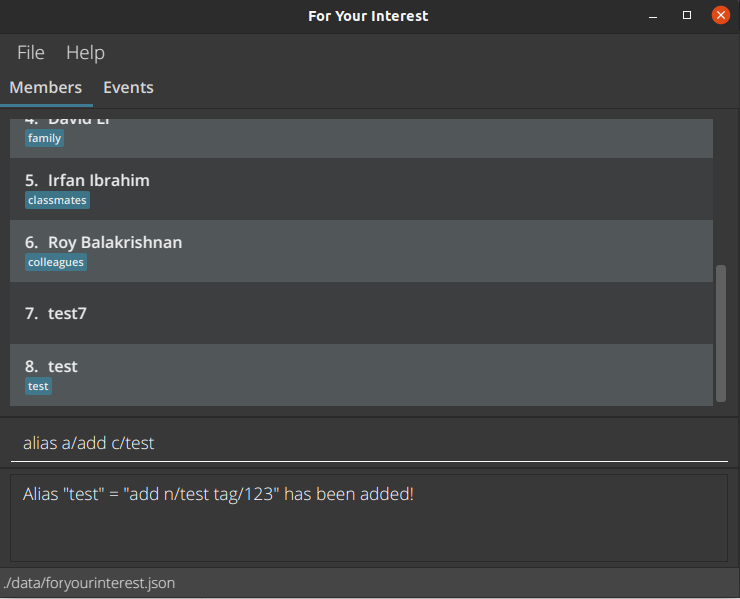 For Your Interest
File Help
Members Events
4. David Li
family
5. Irfan Ibrahim
classmates
6. Roy Balakrishnan
colleagues
7. test7
8. test
test
alias a/add c/test
Alias "test" = "add n/test tag/123" has been added!
./data/foryourinterest.json